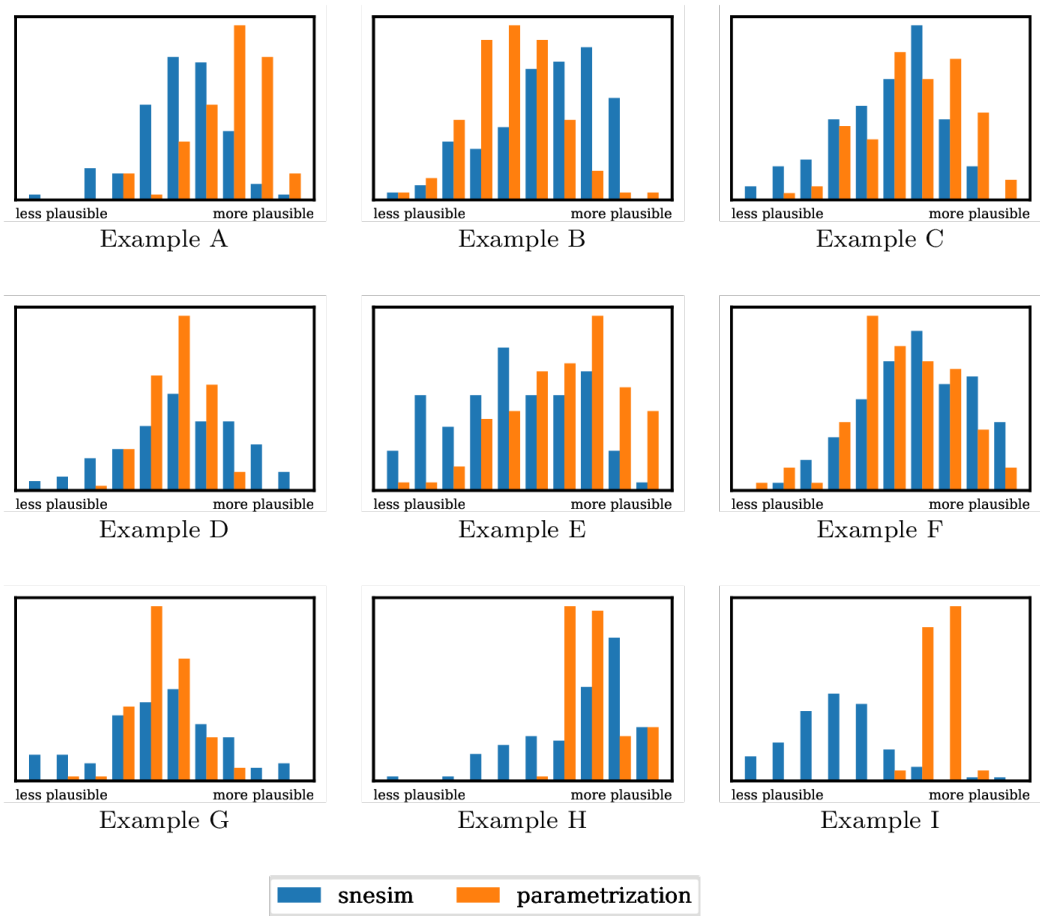 less plausible more plausible less plausible more plausible less plausible more plausible
Example A Example B Example C
less plausible more plausible less plausible more plausible less plausible more plausible
Example D Example E Example F
less plausible more plausible less plausible more plausible less plausible more plausible
Example G Example H Example I
snesim parametrization